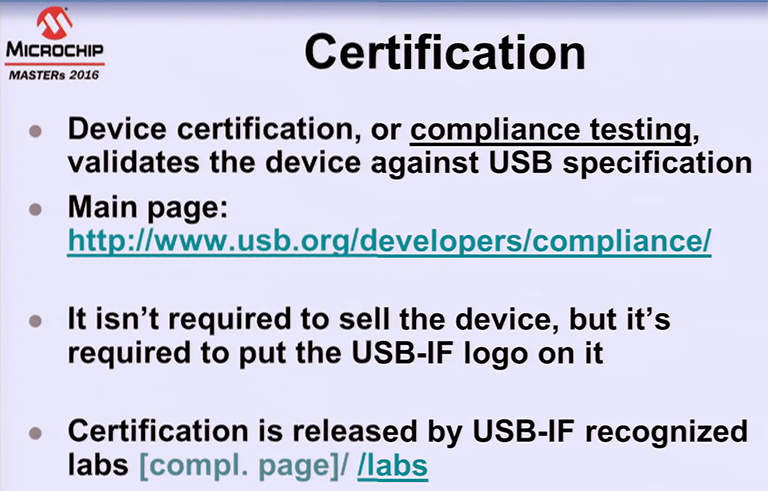 MICROCHIP
MASTERs 2016
Certification
Device certification, or compliance testing,
validates the device against USB specification
Main page:
http://www.usb.org/developers/compliance/
It isn't required to sell the device, but it's
required to put the USB-IF logo on it
Certification is released by USB-IF recognized
labs [compl. page]/ /labs